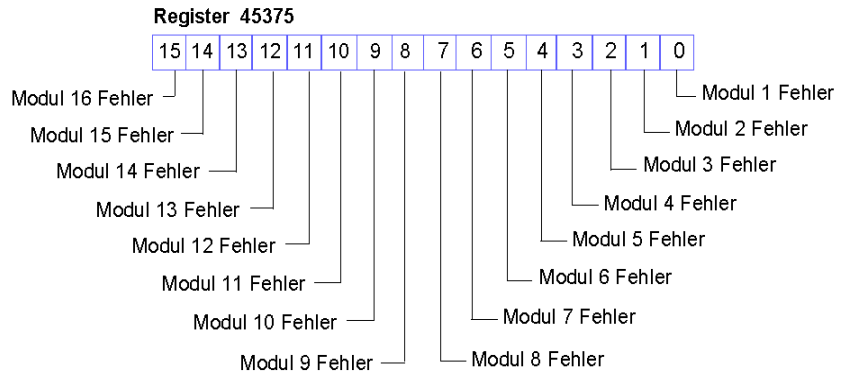 Register 45375
15 14 13 12 11 10 9 8 7 6 5 4 3 2 1 0
Modul 16 Fehler
Modul 1 Fehler
Modul 15 Fehler
Modul 2 Fehler
Modul 14 Fehler
Modul 3 Fehler
Modul 13 Fehler
Modul 4 Fehler
Modul 12 Fehler
Modul 5 Fehler
Modul 11 Fehler
Modul 6 Fehler
Modul 10 Fehler
Modul 7 Fehler
Modul 9 Fehler
Modul 8 Fehler